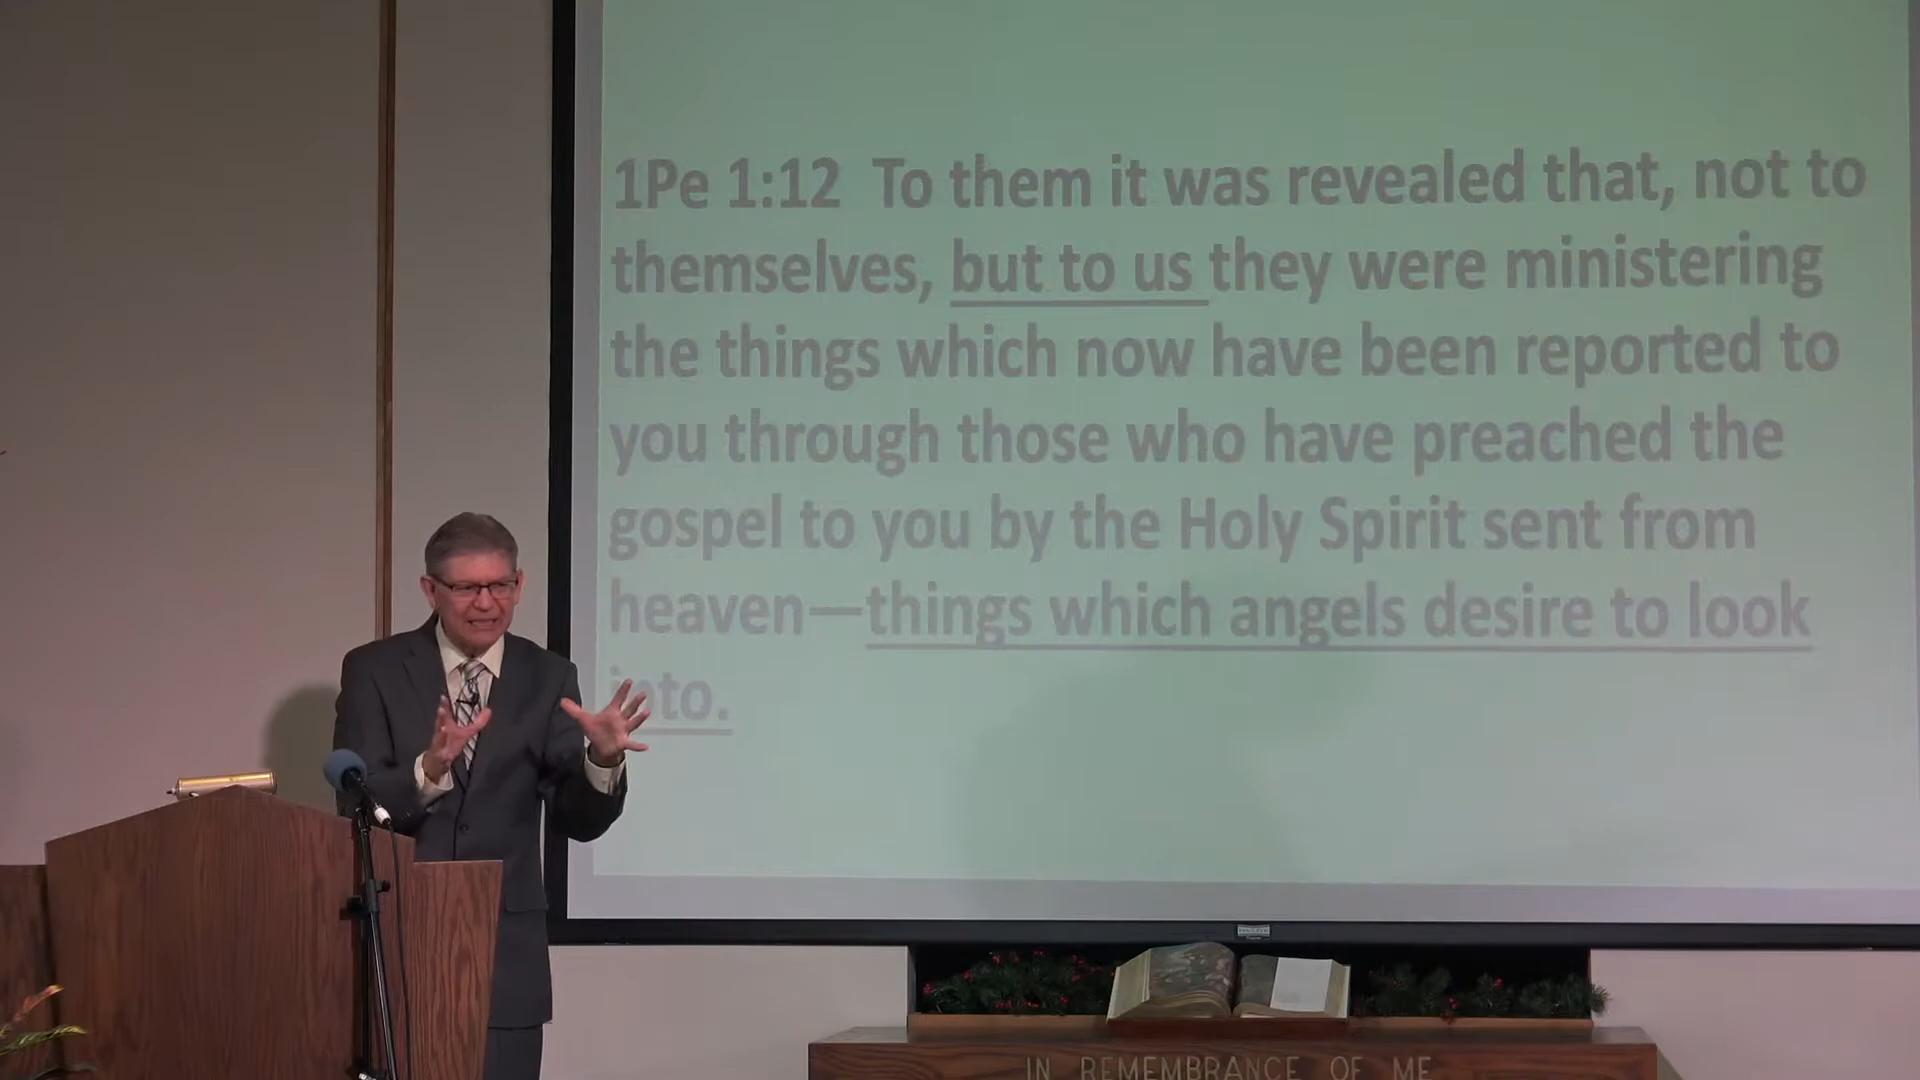 1Pe 1:12  To them it was revealed that, not to
themselves, but to us they were ministering
the things which now have been reported to
you through those who have preached the
gospel to you by the Holy Spirit sent from
heaven—things which angels desire to look
into.
IN REMEMBRANCE OF ME